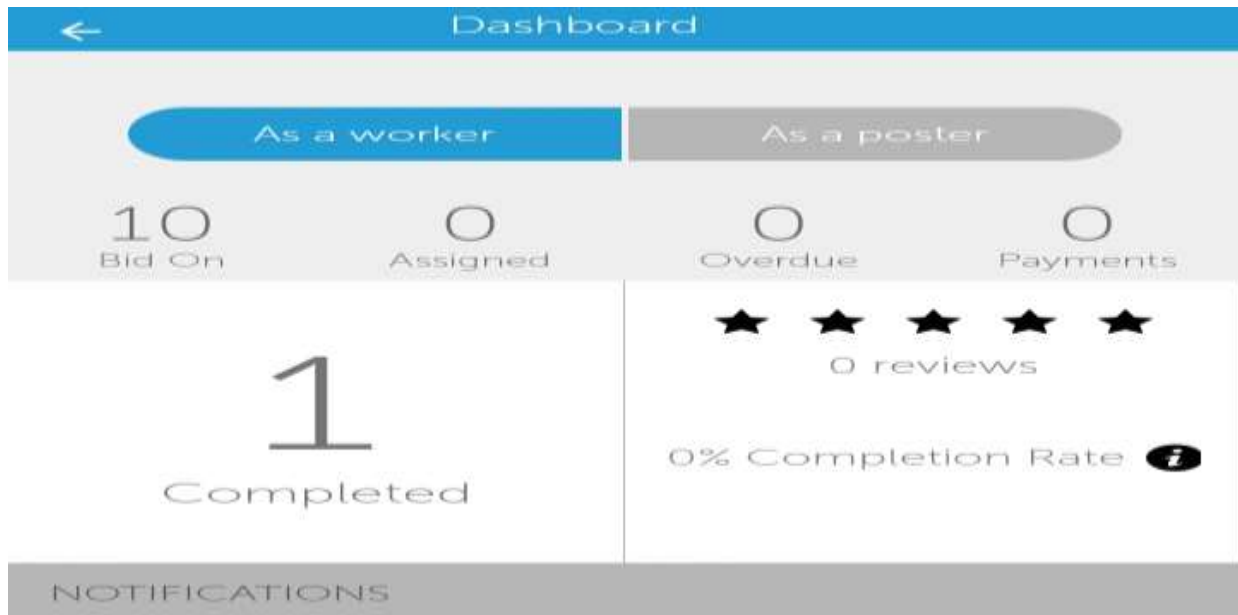 Dashboard
As a worker
As a poster
10
0
0
0
Bid On
Assigned
Overdue
Payments
1
Completed
0 reviews
0% Completion Rate i
NOTIFICATIONS